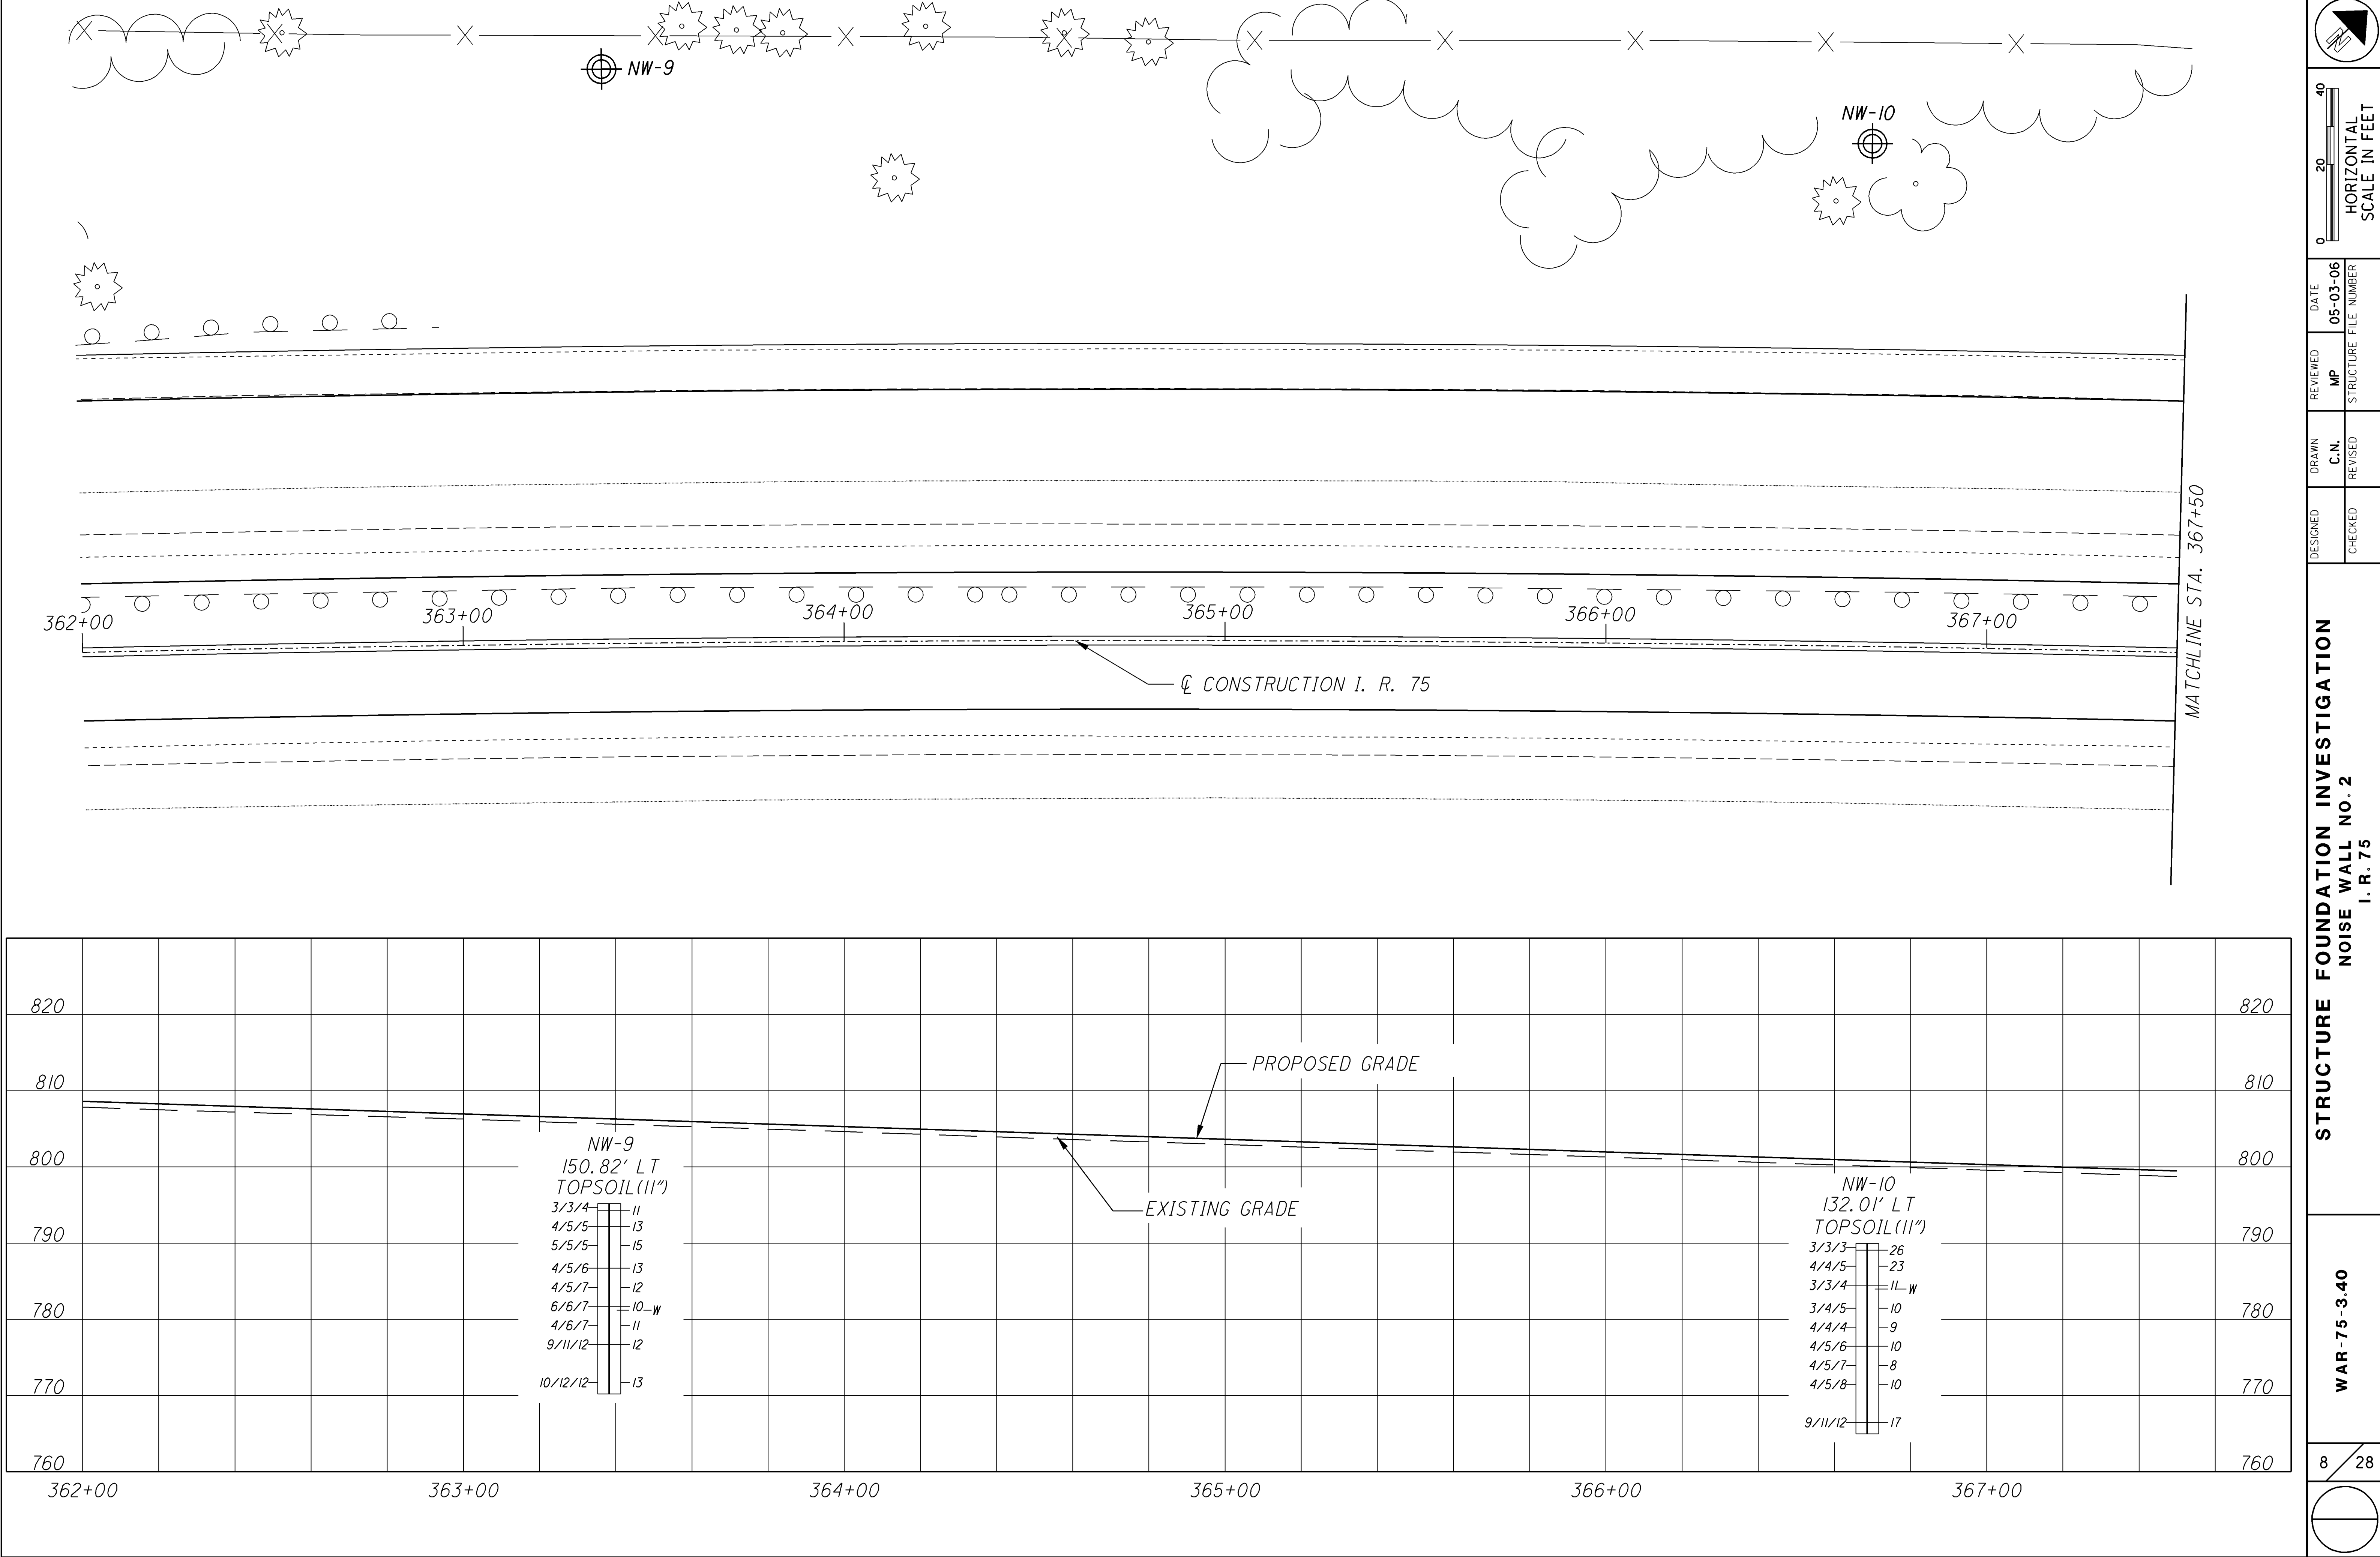 NW-9
NW-10
362+00
363+00
364+00
365+00
366+00
367+00
℄ CONSTRUCTION I. R. 75
MATCHLINE STA. 367+50
820
820
810
810
800
800
790
790
780
780
770
770
760
760
PROPOSED GRADE
EXISTING GRADE
NW-9
150.82' LT
TOPSOIL(11")
3/3/4 11
4/5/5 13
5/5/5 15
4/5/6 13
4/5/7 12
6/6/7 10 W
4/6/7 11
9/11/12 12
10/12/12 13
NW-10
132.01' LT
TOPSOIL(11")
3/3/3 26
4/4/5 23
3/3/4 11 W
3/4/5 10
4/4/4 9
4/5/6 10
4/5/7 8
4/5/8 10
9/11/12 17
362+00
363+00
364+00
365+00
366+00
367+00
N
0 20 40
HORIZONTAL
SCALE IN FEET
DESIGNED
DRAWN
C.N.
REVIEWED
MP
DATE
05-03-06
CHECKED
REVISED
STRUCTURE FILE NUMBER
STRUCTURE FOUNDATION INVESTIGATION
NOISE WALL NO. 2
I. R. 75
WAR-75-3.40
8/28